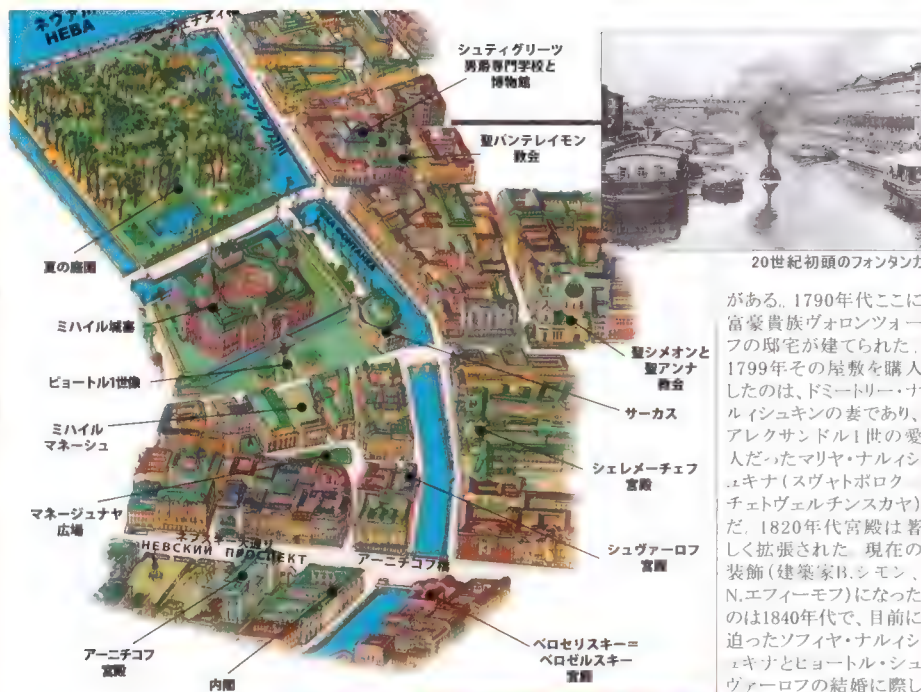 ネヴァ川
НЕВА
フォンタンカ川
シュティグリーツ
男爵専門学校と
博物館
聖パンテレイモン
教会
夏の庭園
ミハイル城塞
ピョートル1世像
ミハイル
マネーシュ
マネージュナヤ
広場
ネフスキー大通り
НЕВСКИЙ ПРОСПЕКТ
アーニチコフ橋
アーニチコフ
宮殿
内閣
聖シメオンと
聖アンナ
教会
サーカス
シェレメーチェフ
宮殿
シュヴァーロフ
宮殿
ベロセリスキー=
ベロゼルスキー
宮殿
20世紀初頭のフォンタンカ
がある。1790年代ここに
富豪貴族ヴォロンツォー
フの邸宅が建てられた。
1799年その屋敷を購入
したのは、ドミートリー・ナ
ルィシュキンの妻であり、
アレクサンドル1世の愛
人だったマリヤ・ナルィシ
ュキナ(スヴャトポロク
チェトヴェルチンスカヤ)
だ。1820年代宮殿は著
しく拡張された 現在の
装飾(建築家B.シモン、
N.エフィーモフ)になった
のは1840年代で、目前に
迫ったソフィヤ・ナルィシ
ュキナとピョートル・シュ
ヴァーロフの結婚に際し